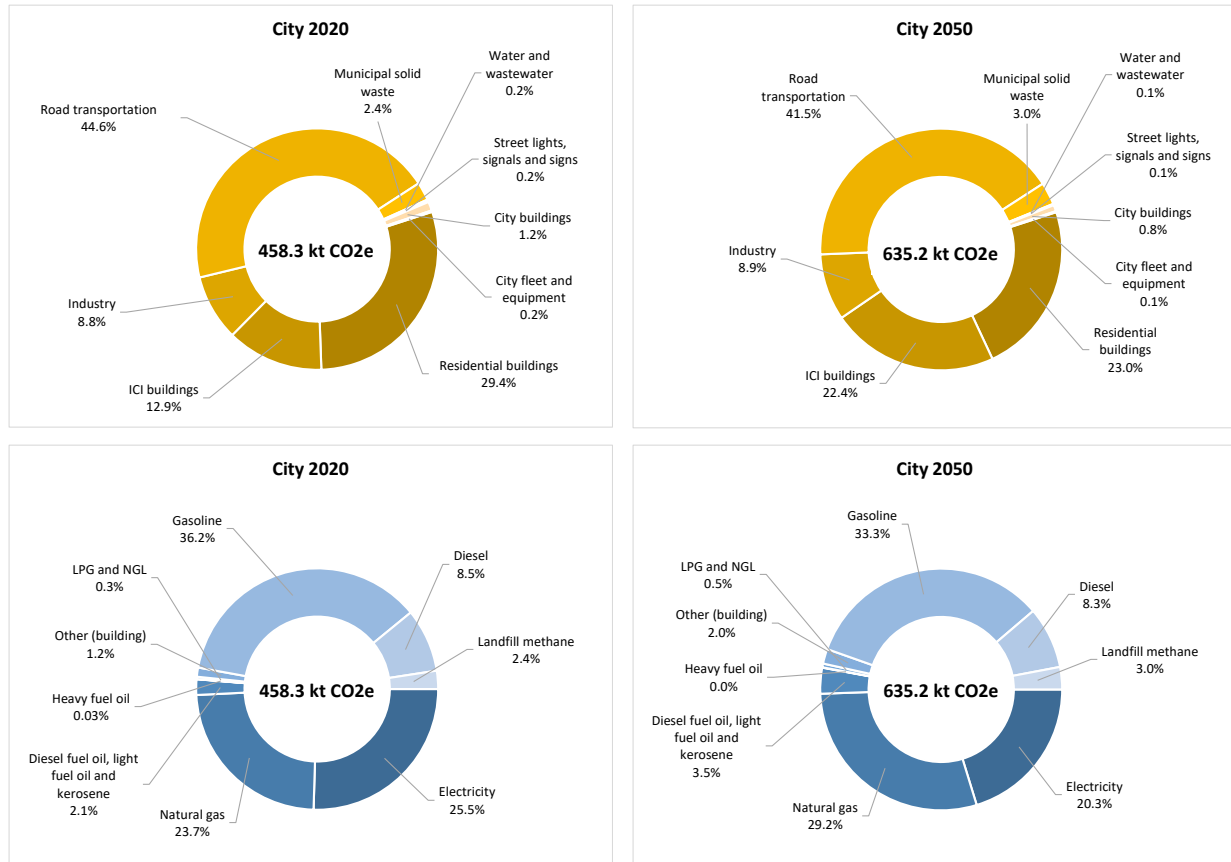 City 2020
Road transportation
44.6%
Municipal solid
waste
2.4%
Water and
wastewater
0.2%
Street lights,
signals and signs
0.2%
City buildings
1.2%
City fleet and
equipment
0.2%
Residential buildings
29.4%
ICI buildings
12.9%
Industry
8.8%
458.3 kt CO2e
City 2050
Road
transportation
41.5%
Municipal solid
waste
3.0%
Water and
wastewater
0.1%
Street lights,
signals and signs
0.1%
City buildings
0.8%
City fleet and
equipment
0.1%
Residential
buildings
23.0%
ICI buildings
22.4%
Industry
8.9%
635.2 kt CO2e
City 2020
Gasoline
36.2%
Diesel
8.5%
Landfill methane
2.4%
Electricity
25.5%
Natural gas
23.7%
Diesel fuel oil, light
fuel oil and
kerosene
2.1%
Heavy fuel oil
0.03%
Other (building)
1.2%
LPG and NGL
0.3%
458.3 kt CO2e
City 2050
Gasoline
33.3%
Diesel
8.3%
Landfill methane
3.0%
Electricity
20.3%
Natural gas
29.2%
Diesel fuel oil, light
fuel oil and
kerosene
3.5%
Heavy fuel oil
0.0%
Other (building)
2.0%
LPG and NGL
0.5%
635.2 kt CO2e